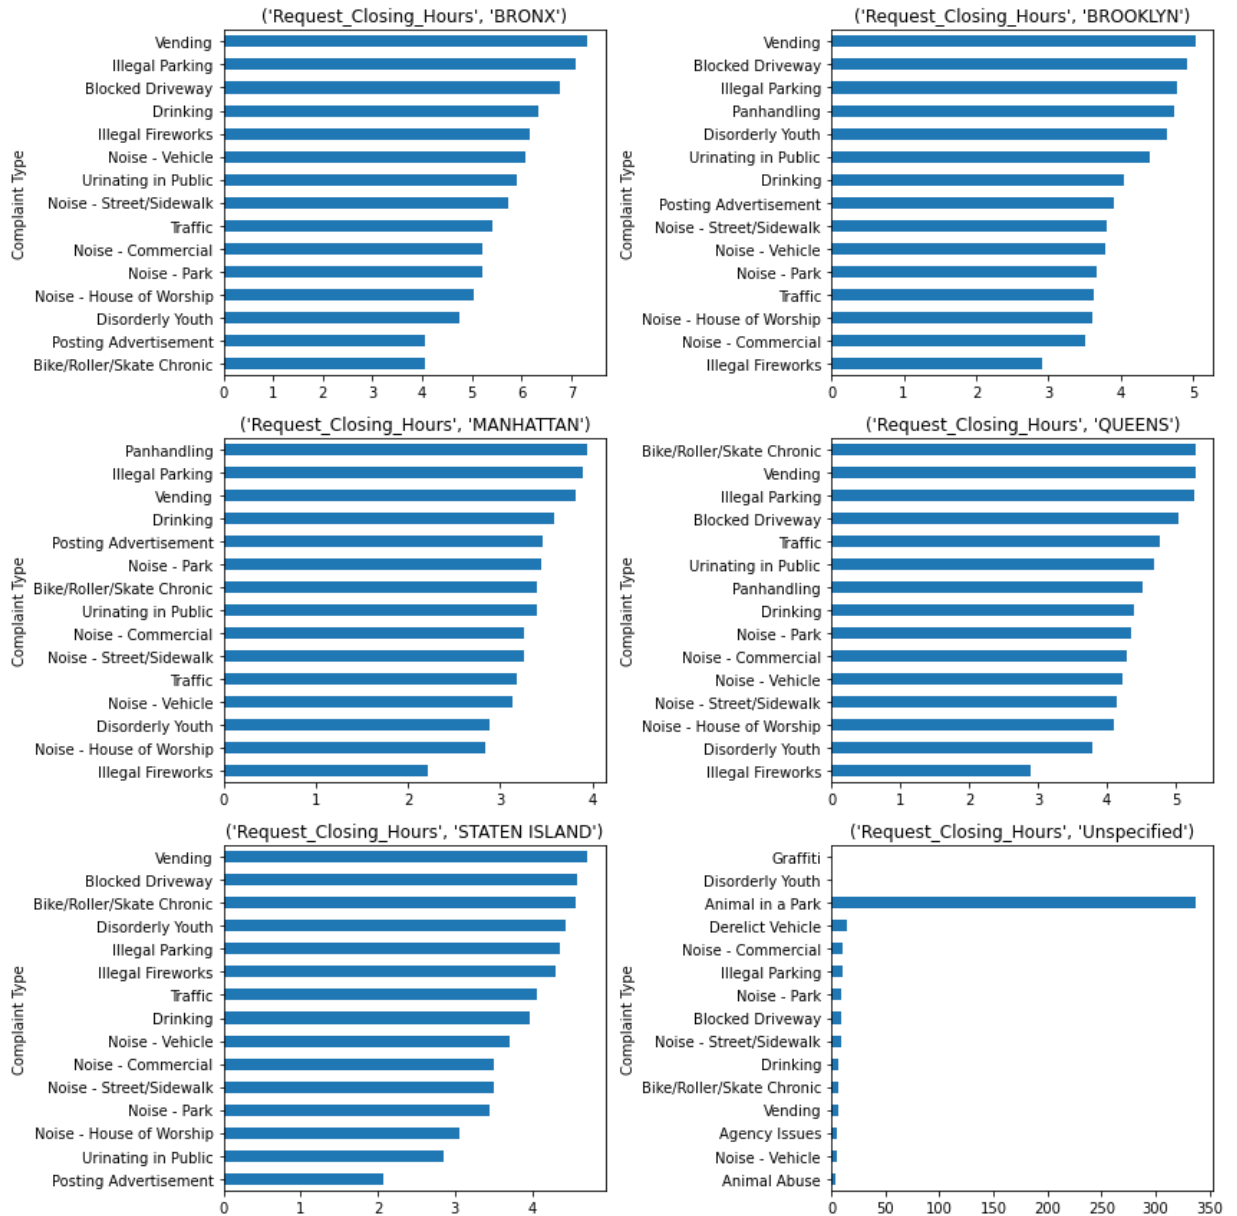 ('Request_Closing_Hours', 'BRONX')
Complaint Type
Vending
Illegal Parking
Blocked Driveway
Drinking
Illegal Fireworks
Noise - Vehicle
Urinating in Public
Noise - Street/Sidewalk
Traffic
Noise - Commercial
Noise - Park
Noise - House of Worship
Disorderly Youth
Posting Advertisement
Bike/Roller/Skate Chronic
0 1 2 3 4 5 6 7
('Request_Closing_Hours', 'BROOKLYN')
Complaint Type
Vending
Blocked Driveway
Illegal Parking
Panhandling
Disorderly Youth
Urinating in Public
Drinking
Posting Advertisement
Noise - Street/Sidewalk
Noise - Vehicle
Noise - Park
Traffic
Noise - House of Worship
Noise - Commercial
Illegal Fireworks
0 1 2 3 4 5
('Request_Closing_Hours', 'MANHATTAN')
Complaint Type
Panhandling
Illegal Parking
Vending
Drinking
Posting Advertisement
Noise - Park
Bike/Roller/Skate Chronic
Urinating in Public
Noise - Commercial
Noise - Street/Sidewalk
Traffic
Noise - Vehicle
Disorderly Youth
Noise - House of Worship
Illegal Fireworks
0 1 2 3 4
('Request_Closing_Hours', 'QUEENS')
Complaint Type
Bike/Roller/Skate Chronic
Vending
Illegal Parking
Blocked Driveway
Traffic
Urinating in Public
Panhandling
Drinking
Noise - Park
Noise - Commercial
Noise - Vehicle
Noise - Street/Sidewalk
Noise - House of Worship
Disorderly Youth
Illegal Fireworks
0 1 2 3 4 5
('Request_Closing_Hours', 'STATEN ISLAND')
Complaint Type
Vending
Blocked Driveway
Bike/Roller/Skate Chronic
Disorderly Youth
Illegal Parking
Illegal Fireworks
Traffic
Drinking
Noise - Vehicle
Noise - Commercial
Noise - Street/Sidewalk
Noise - Park
Noise - House of Worship
Urinating in Public
Posting Advertisement
0 1 2 3 4
('Request_Closing_Hours', 'Unspecified')
Complaint Type
Graffiti
Disorderly Youth
Animal in a Park
Derelict Vehicle
Noise - Commercial
Illegal Parking
Noise - Park
Blocked Driveway
Noise - Street/Sidewalk
Drinking
Bike/Roller/Skate Chronic
Vending
Agency Issues
Noise - Vehicle
Animal Abuse
0 50 100 150 200 250 300 350